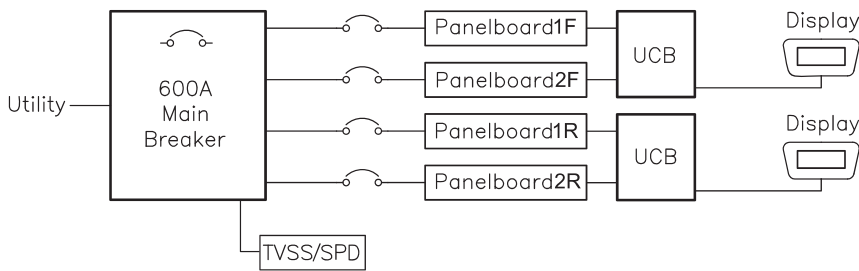 Utility
600A
Main
Breaker
Panelboard1F
Panelboard2F
Panelboard1R
Panelboard2R
UCB
UCB
Display
Display
TVSS/SPD